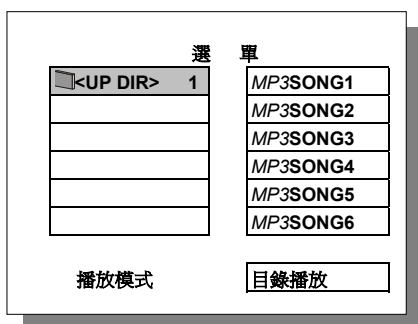 選 單
<UP DIR> 1
MP3SONG1
MP3SONG2
MP3SONG3
MP3SONG4
MP3SONG5
MP3SONG6
播放模式
目錄播放